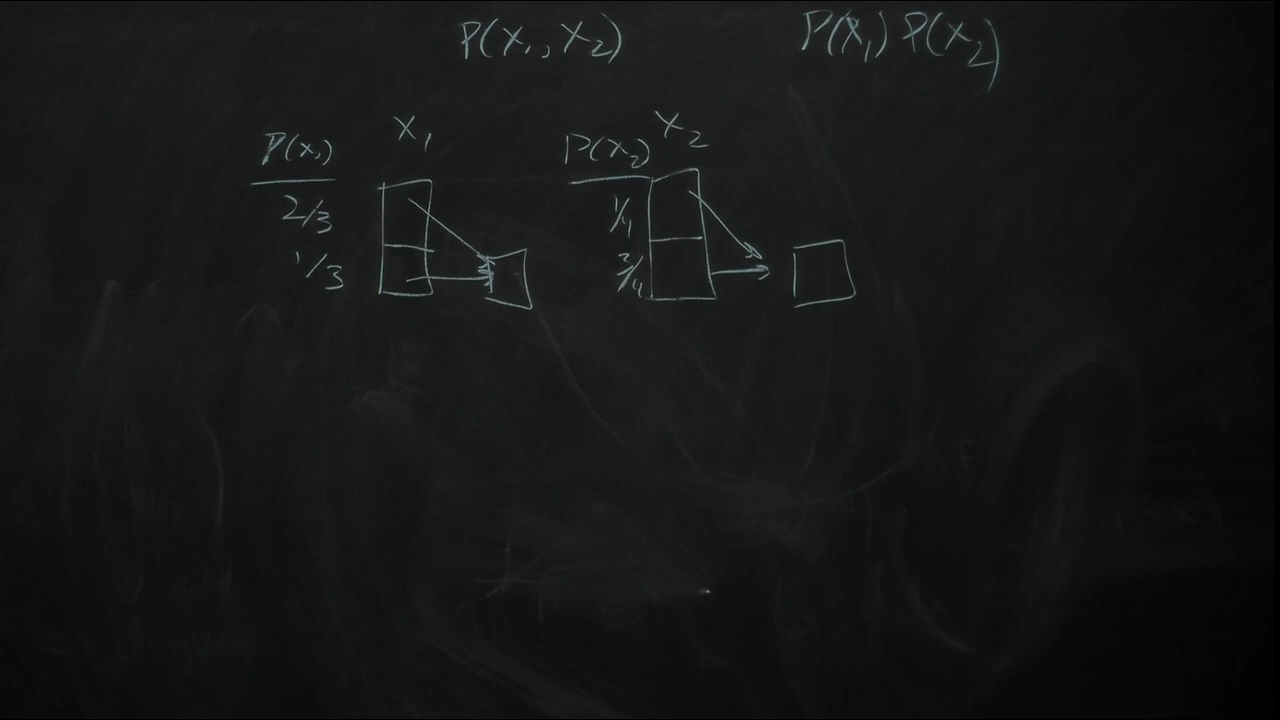 P(X₁, X₂) P(X₁) P(X₂)
P(X₁) X₁ P(X₂) X₂
2/3 1/4
1/3 3/4